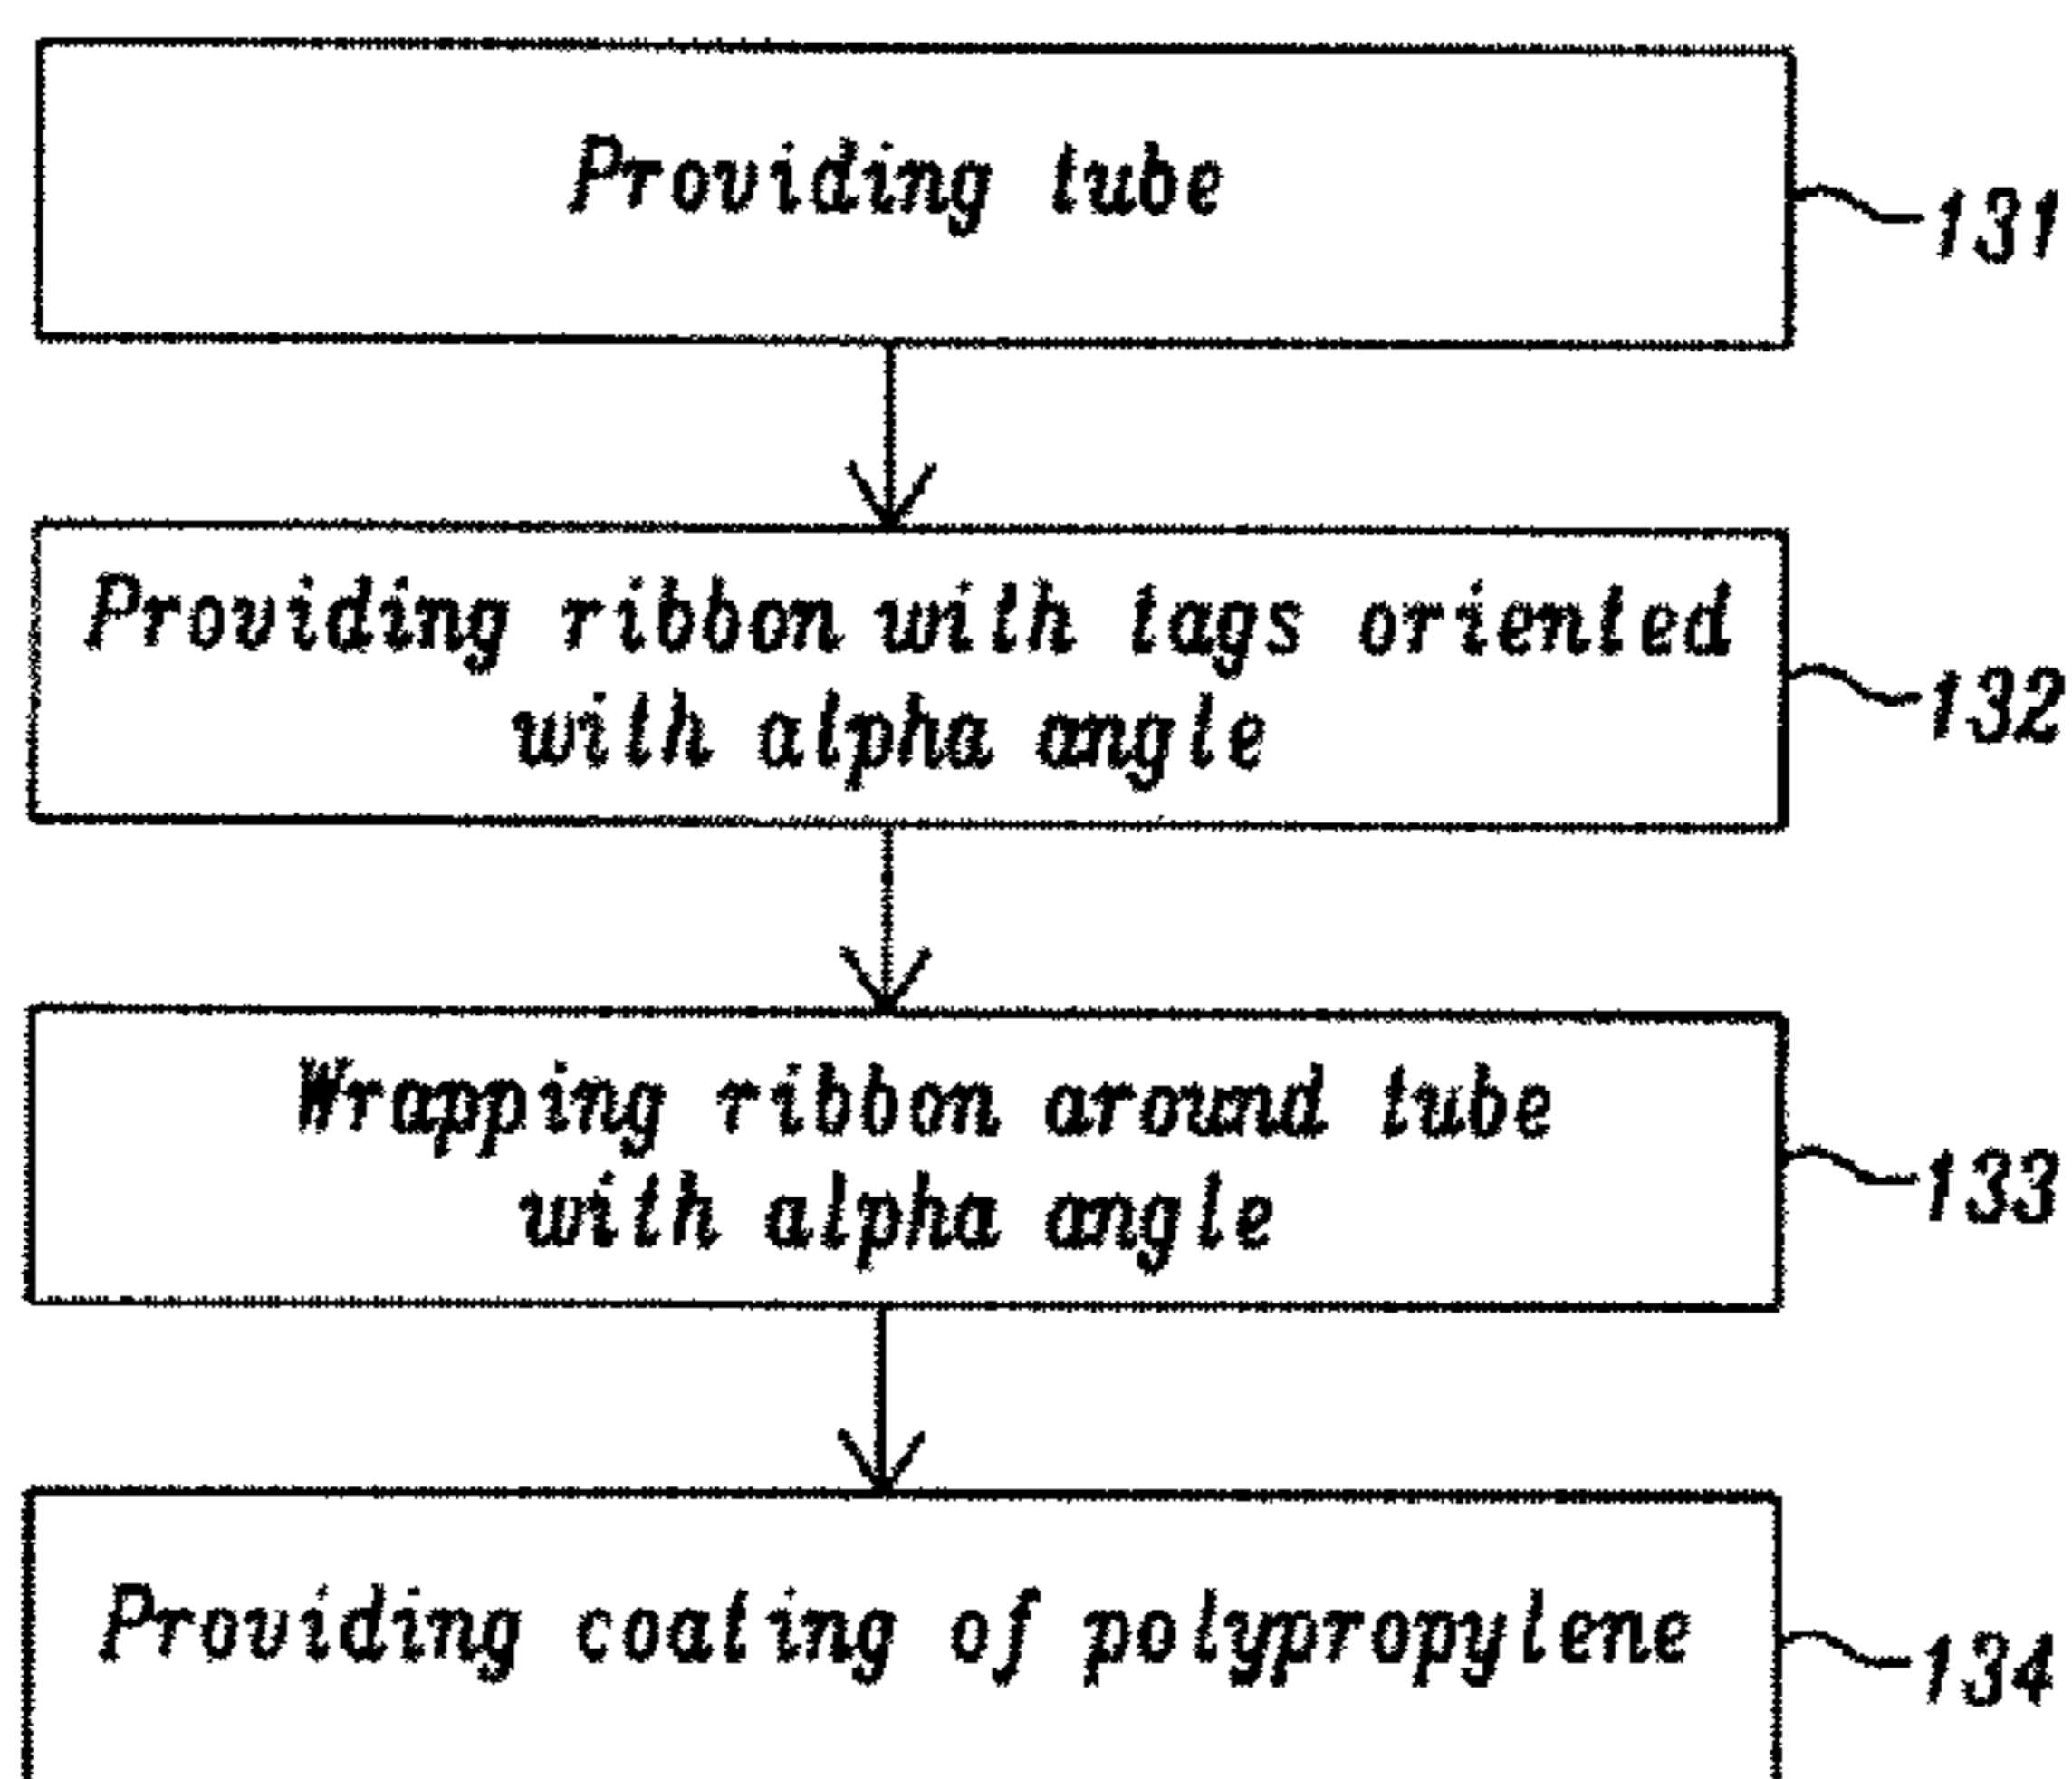 Providing tube
131
Providing ribbon with tags oriented
with alpha angle
132
Wrapping ribbon around tube
with alpha angle
133
Providing coating of polypropylene
134